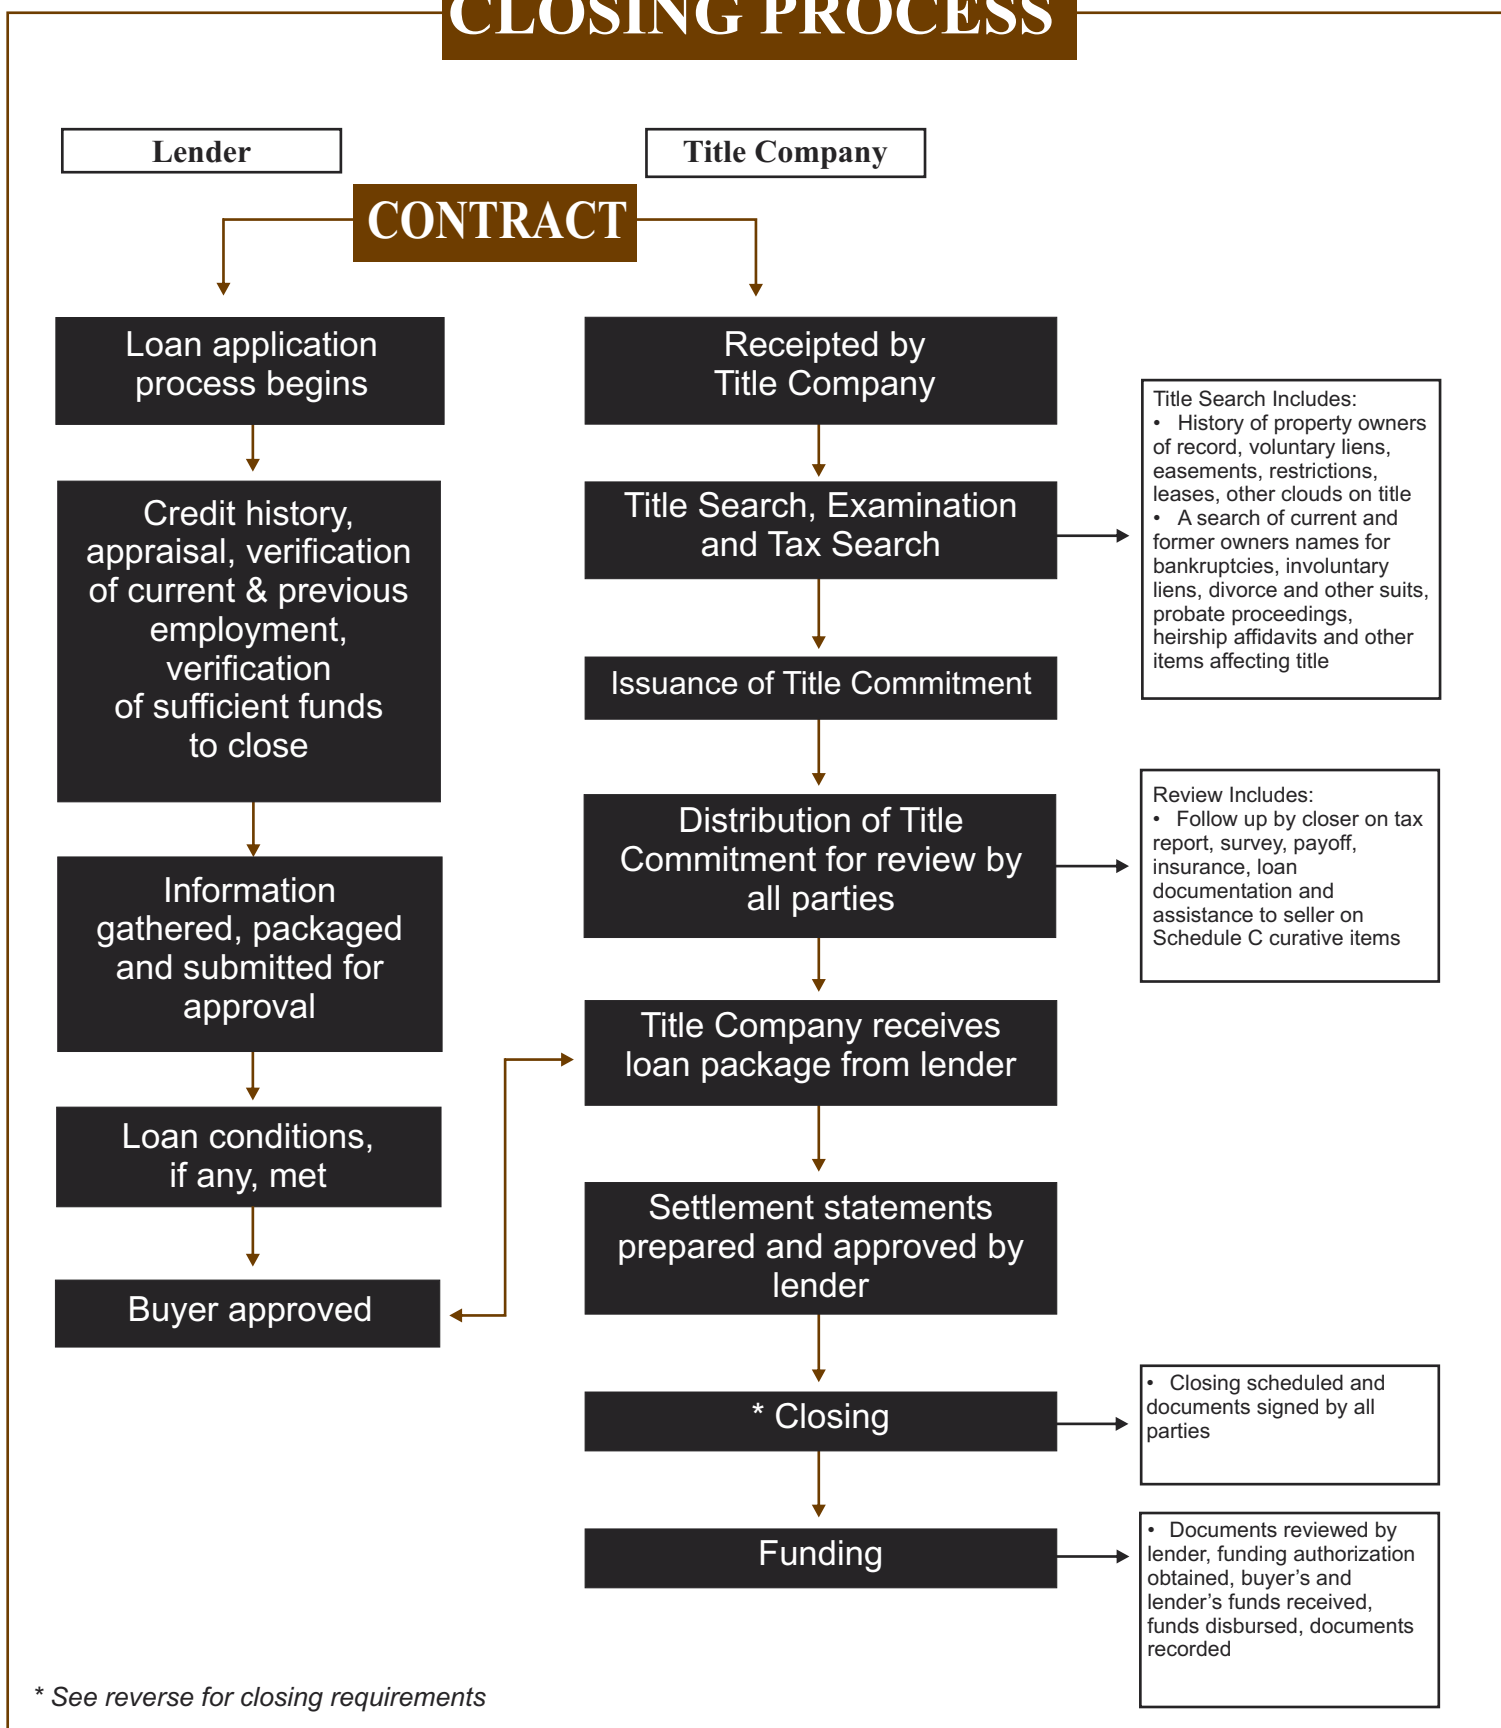 CLOSING PROCESS
Lender
Title Company
CONTRACT
Loan application
process begins
Credit history,
appraisal, verification
of current & previous
employment,
verification
of sufficient funds
to close
Information
gathered, packaged
and submitted for
approval
Loan conditions,
if any, met
Buyer approved
Receipted by
Title Company
Title Search, Examination
and Tax Search
Issuance of Title Commitment
Distribution of Title
Commitment for review by
all parties
Title Company receives
loan package from lender
Settlement statements
prepared and approved by
lender
* Closing
Funding
Title Search Includes:
• History of property owners
of record, voluntary liens,
easements, restrictions,
leases, other clouds on title
• A search of current and
former owners names for
bankruptcies, involuntary
liens, divorce and other suits,
probate proceedings,
heirship affidavits and other
items affecting title
Review Includes:
• Follow up by closer on tax
report, survey, payoff,
insurance, loan
documentation and
assistance to seller on
Schedule C curative items
• Closing scheduled and
documents signed by all
parties
• Documents reviewed by
lender, funding authorization
obtained, buyer’s and
lender’s funds received,
funds disbursed, documents
recorded
* See reverse for closing requirements